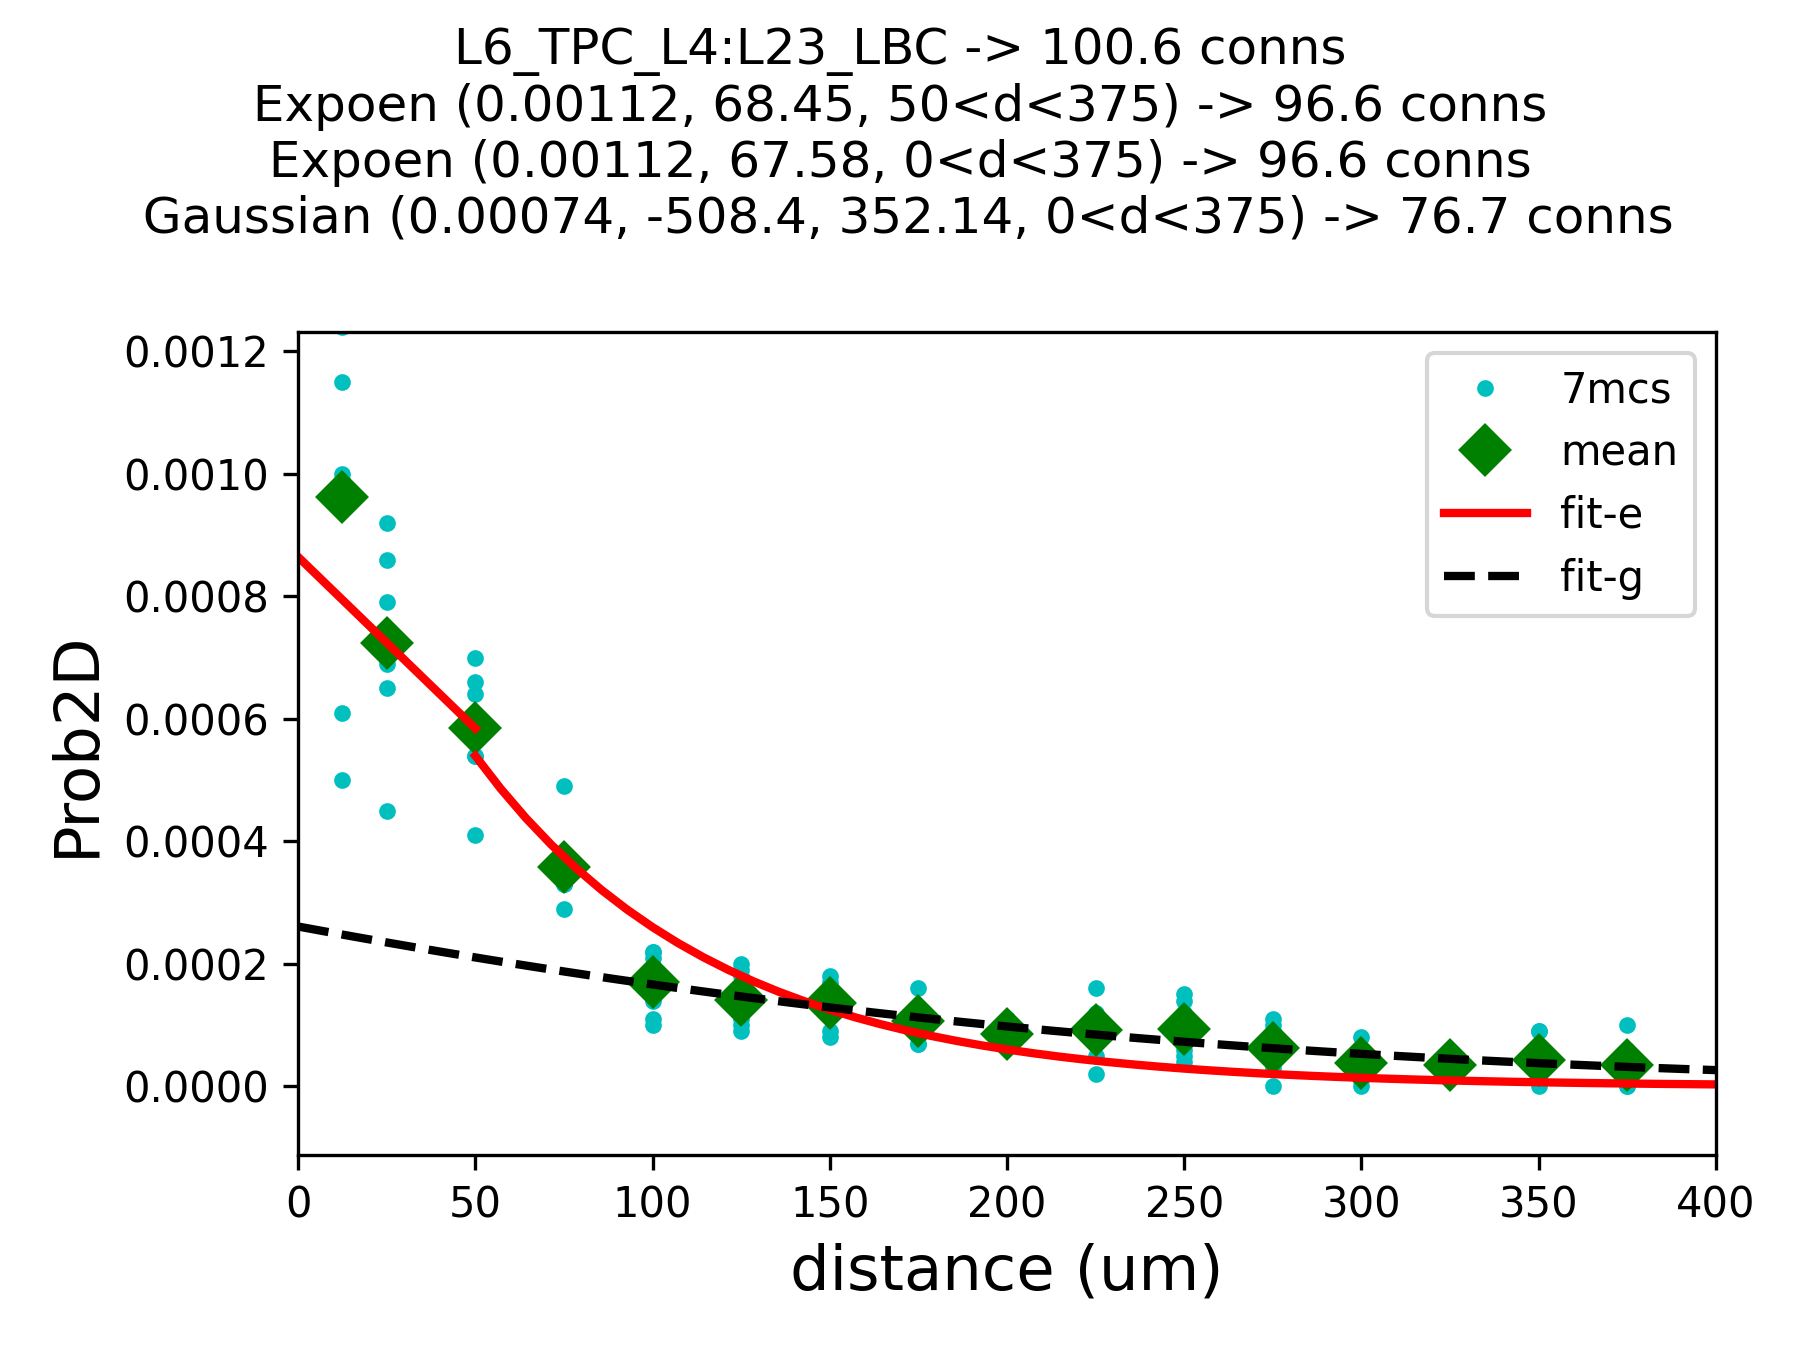 L6_TPC_L4:L23_LBC -> 100.6 conns
Expoen (0.00112, 68.45, 50<d<375) -> 96.6 conns
Expoen (0.00112, 67.58, 0<d<375) -> 96.6 conns
Gaussian (0.00074, -508.4, 352.14, 0<d<375) -> 76.7 conns
0.0012
0.0010
0.0008
0.0006
0.0004
0.0002
0.0000
Prob2D
7mcs
mean
fit-e
fit-g
0 50 100 150 200 250 300 350 400
distance (um)